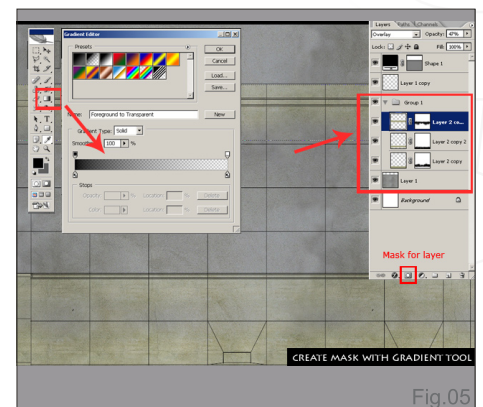 Gradient Editor
Presets
OK
Cancel
Load...
Save...
Name: Foreground to Transparent
New
Gradient Type: Solid
Smoothness: 100 %
Stops
Opacity: % Location: % Delete
Color: Location: % Delete
Layers Paths Channels
Overlay Opacity: 47%
Lock: Fill: 100%
Shape 1
Layer 1 copy
Group 1
Layer 2 co...
Layer 2 copy 2
Layer 2 copy
Layer 1
Background
Mask for layer
CREATE MASK WITH GRADIENT TOOL
Fig.05